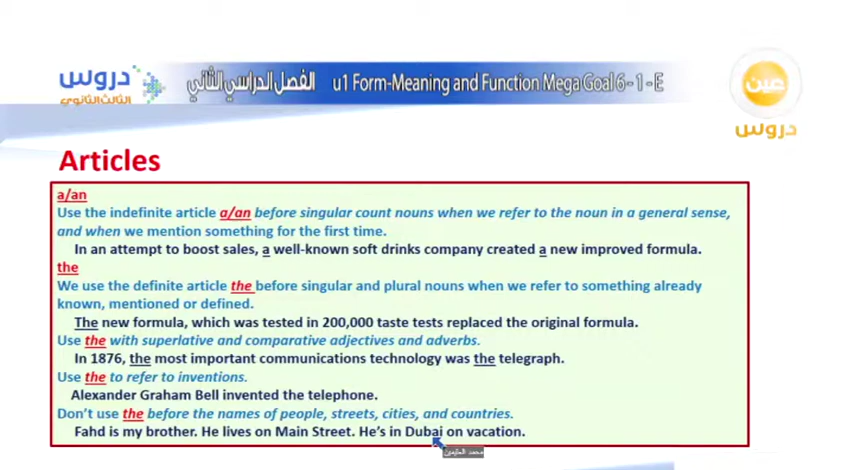 دروس
الثالث الثانوي
الفصل الدراسي الثاني u1 Form-Meaning and Function Mega Goal 6 - 1 - E
عين
دروس
Articles
a/an
Use the indefinite article a/an before singular count nouns when we refer to the noun in a general sense,
and when we mention something for the first time.
In an attempt to boost sales, a well-known soft drinks company created a new improved formula.
the
We use the definite article the before singular and plural nouns when we refer to something already
known, mentioned or defined.
The new formula, which was tested in 200,000 taste tests replaced the original formula.
Use the with superlative and comparative adjectives and adverbs.
In 1876, the most important communications technology was the telegraph.
Use the to refer to inventions.
Alexander Graham Bell invented the telephone.
Don't use the before the names of people, streets, cities, and countries.
Fahd is my brother. He lives on Main Street. He's in Dubai on vacation.
محمد